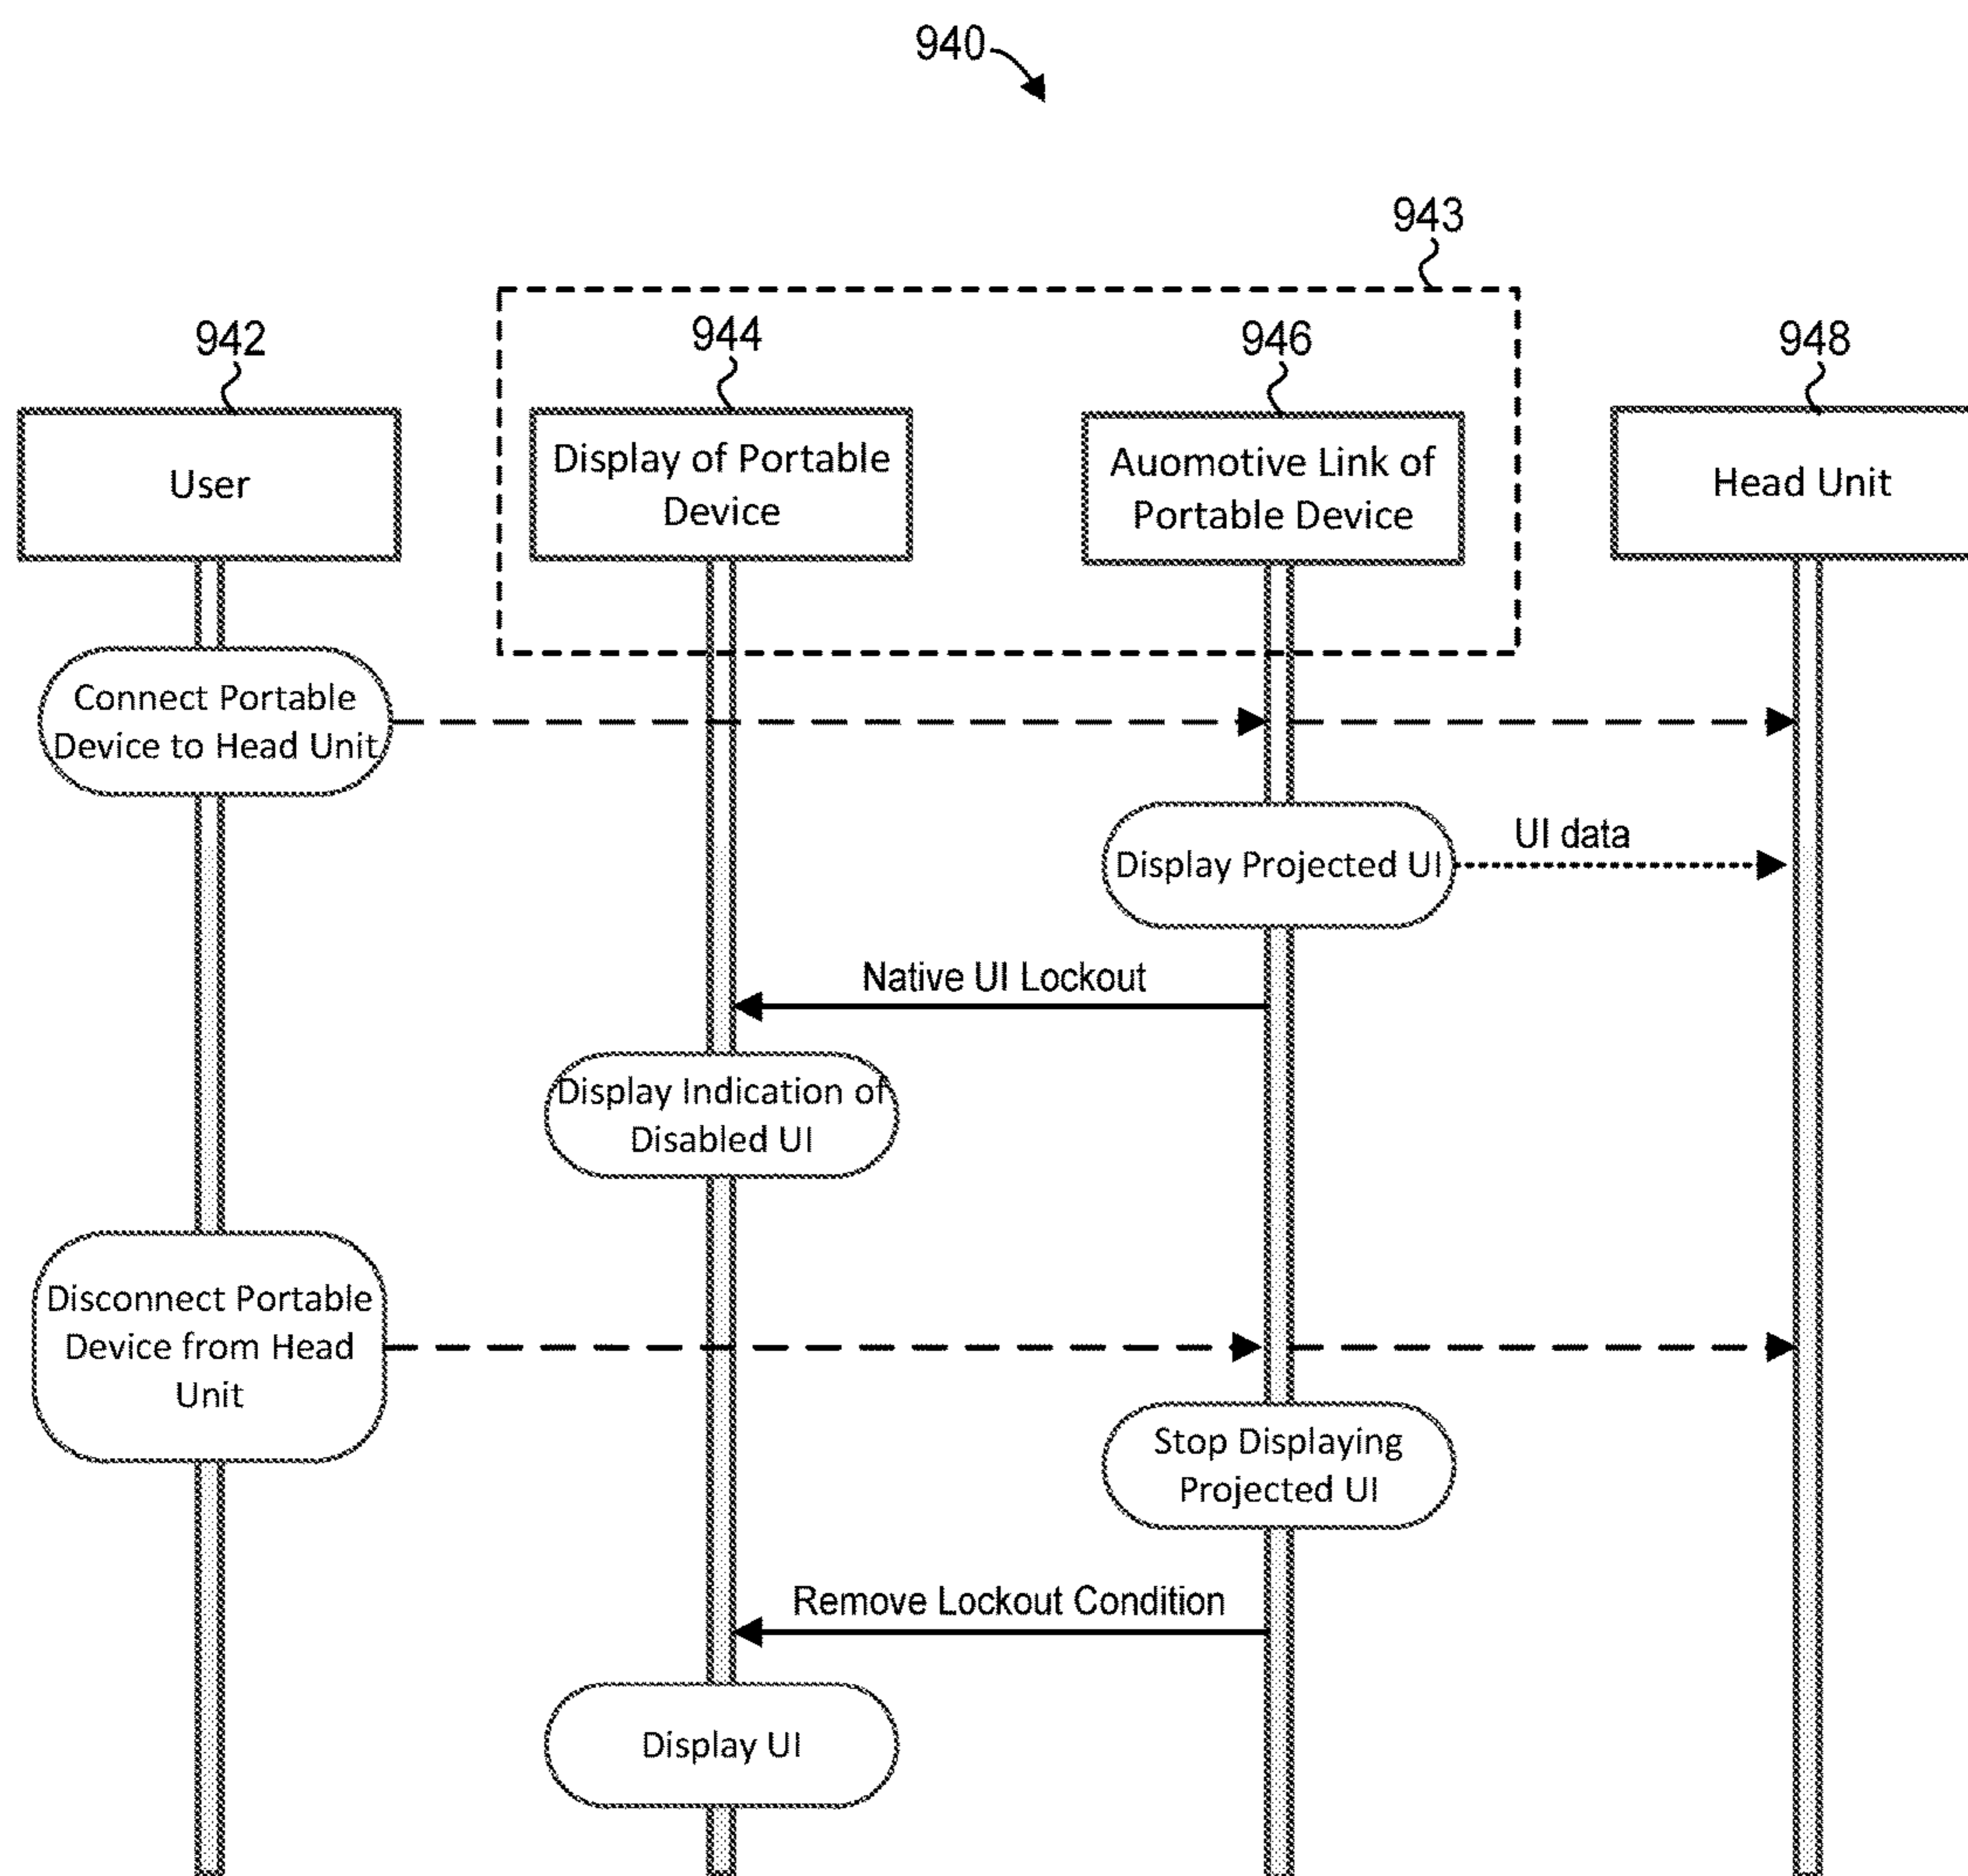 940
943
942
944
946
948
User
Display of Portable
Device
Auomotive Link of
Portable Device
Head Unit
Connect Portable
Device to Head Unit
Display Projected UI
UI data
Native UI Lockout
Display Indication of
Disabled UI
Disconnect Portable
Device from Head
Unit
Stop Displaying
Projected UI
Remove Lockout Condition
Display UI